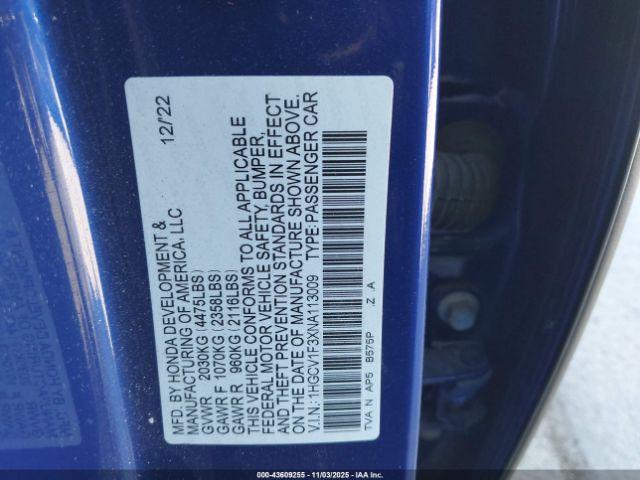 MFD. BY HONDA DEVELOPMENT & 12/'22
MANUFACTURING OF AMERICA, LLC
GVWR 2030KG (4475LBS)
GAWR F 1070KG (2358LBS)
GAWR R 960KG (2116LBS)
THIS VEHICLE CONFORMS TO ALL APPLICABLE
FEDERAL MOTOR VEHICLE SAFETY, BUMPER,
AND THEFT PREVENTION STANDARDS IN EFFECT
ON THE DATE OF MANUFACTURE SHOWN ABOVE.
V.I.N.: 1HGCV1F3XNA113009 TYPE:PASSENGER CAR
TVA N AP5 B575P .Z .A
000-43609255 - 11/03/2025 - IAA Inc.